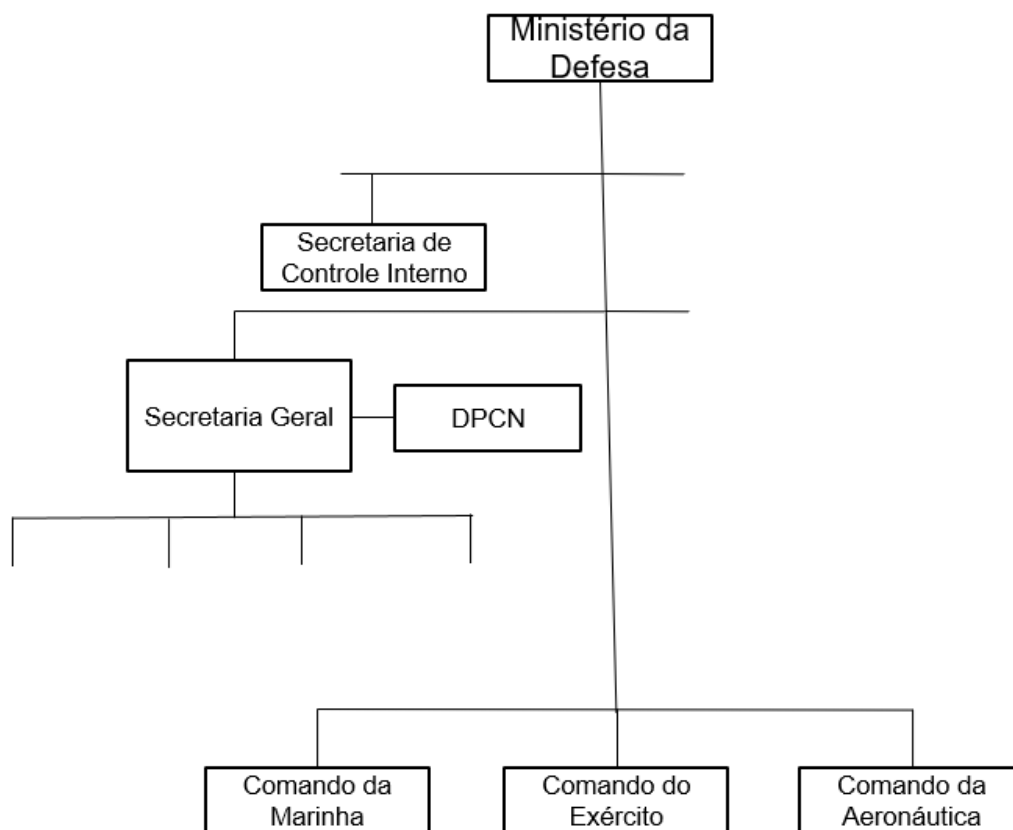 Ministério da
Defesa
Secretaria de
Controle Interno
Secretaria Geral
DPCN
Comando da
Marinha
Comando do
Exército
Comando da
Aeronáutica